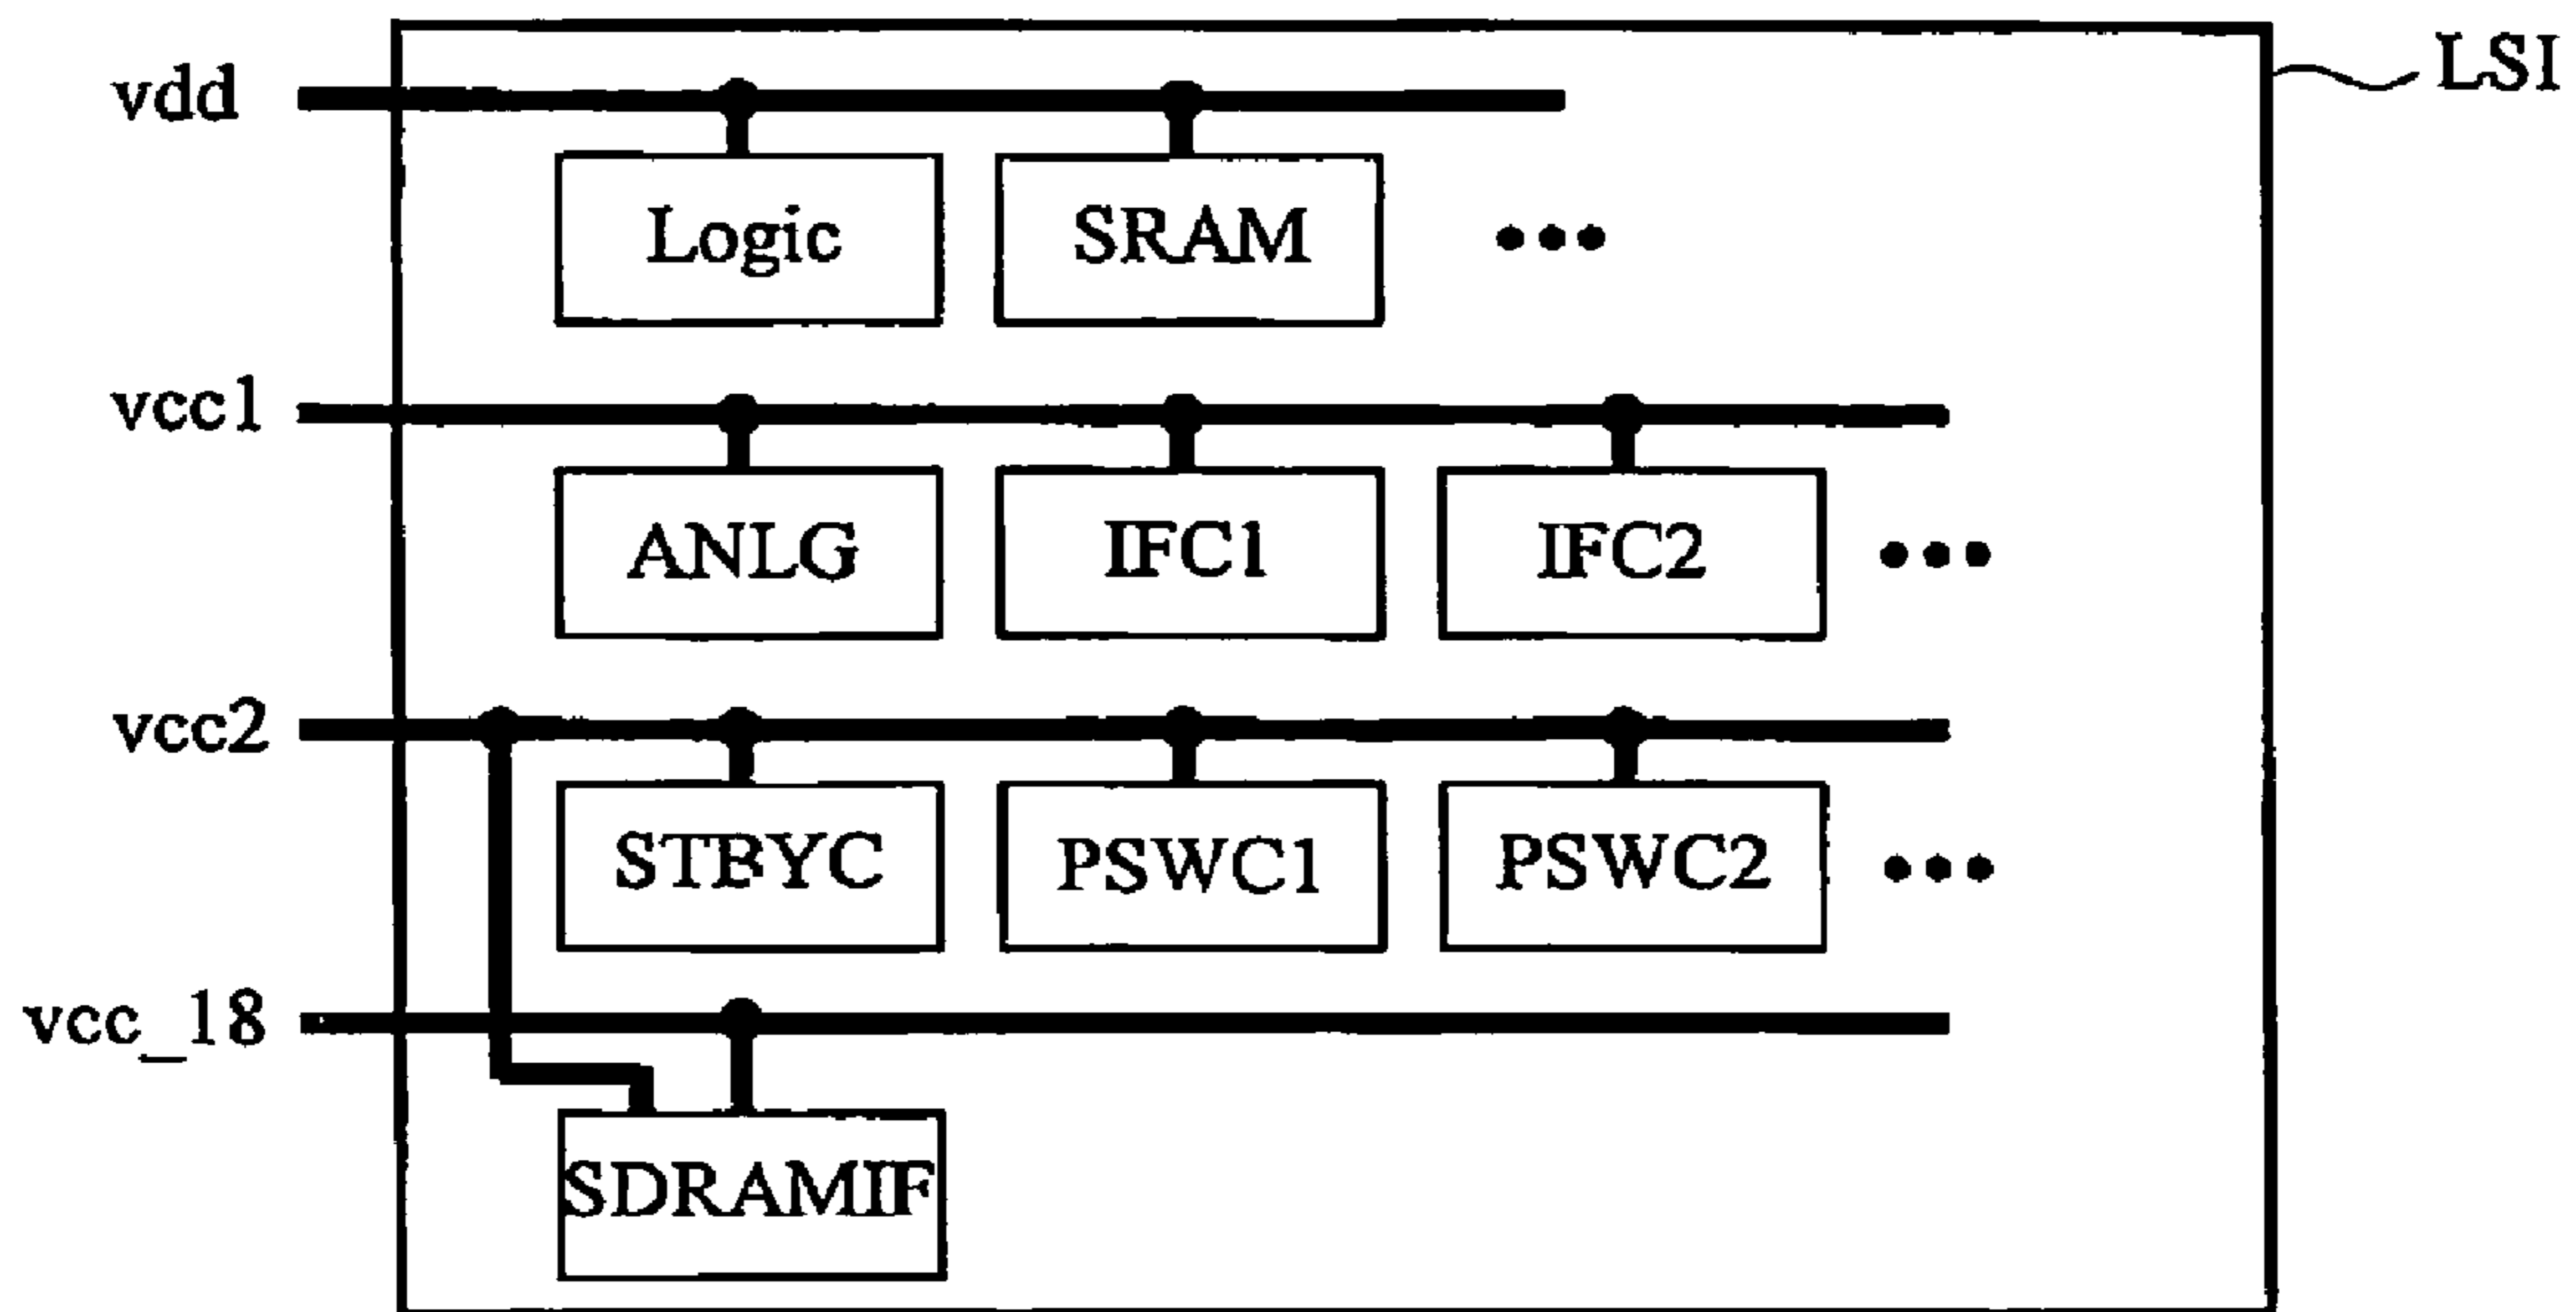 vdd
LSI
Logic
SRAM
•••
vcc1
ANLG
IFC1
IFC2
•••
vcc2
STBYC
PSWC1
PSWC2
•••
vcc_18
SDRAMIF